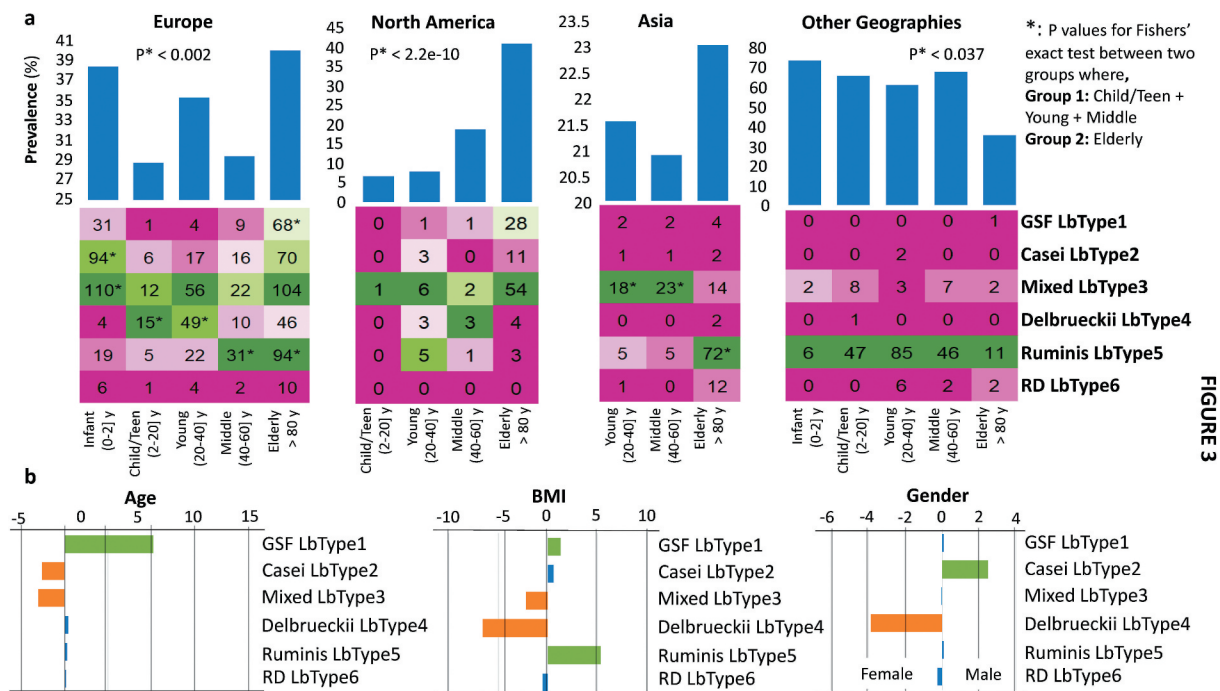 a
Europe
North America
Asia
Other Geographies
Prevalence (%)
41
39
37
35
33
31
29
27
25
P* < 0.002
45
40
35
30
25
20
15
10
5
0
P* < 2.2e-10
23.5
23
22.5
22
21.5
21
20.5
20
80
70
60
50
40
30
20
10
0
P* < 0.037
*: P values for Fishers’
exact test between two
groups where,
Group 1: Child/Teen +
Young + Middle
Group 2: Elderly
31 1 4 9 68*
94* 6 17 16 70
110* 12 56 22 104
4 15* 49* 10 46
19 5 22 31* 94*
6 1 4 2 10
0 1 1 28
0 3 0 11
1 6 2 54
0 3 3 4
0 5 1 3
0 0 0 0
2 2 4
1 1 2
18* 23* 14
0 0 2
5 5 72*
1 0 12
0 0 0 0 1
0 0 2 0 0
2 8 3 7 2
0 1 0 0 0
6 47 85 46 11
0 0 6 2 2
GSF LbType1
Casei LbType2
Mixed LbType3
Delbrueckii LbType4
Ruminis LbType5
RD LbType6
Infant
(0-2] y
Child/Teen
(2-20] y
Young
(20-40] y
Middle
(40-60] y
Elderly
> 80 y
Child/Teen
(2-20] y
Young
(20-40] y
Middle
(40-60] y
Elderly
> 80 y
Young
(20-40] y
Middle
(40-60] y
Elderly
> 80 y
Infant
(0-2] y
Child/Teen
(2-20] y
Young
(20-40] y
Middle
(40-60] y
Elderly
> 80 y
FIGURE 3
b
Age
-5 0 5 10 15
GSF LbType1
Casei LbType2
Mixed LbType3
Delbrueckii LbType4
Ruminis LbType5
RD LbType6
BMI
-10 -5 0 5 10
GSF LbType1
Casei LbType2
Mixed LbType3
Delbrueckii LbType4
Ruminis LbType5
RD LbType6
Gender
-6 -4 -2 0 2 4
GSF LbType1
Casei LbType2
Mixed LbType3
Delbrueckii LbType4
Ruminis LbType5
RD LbType6
Female Male